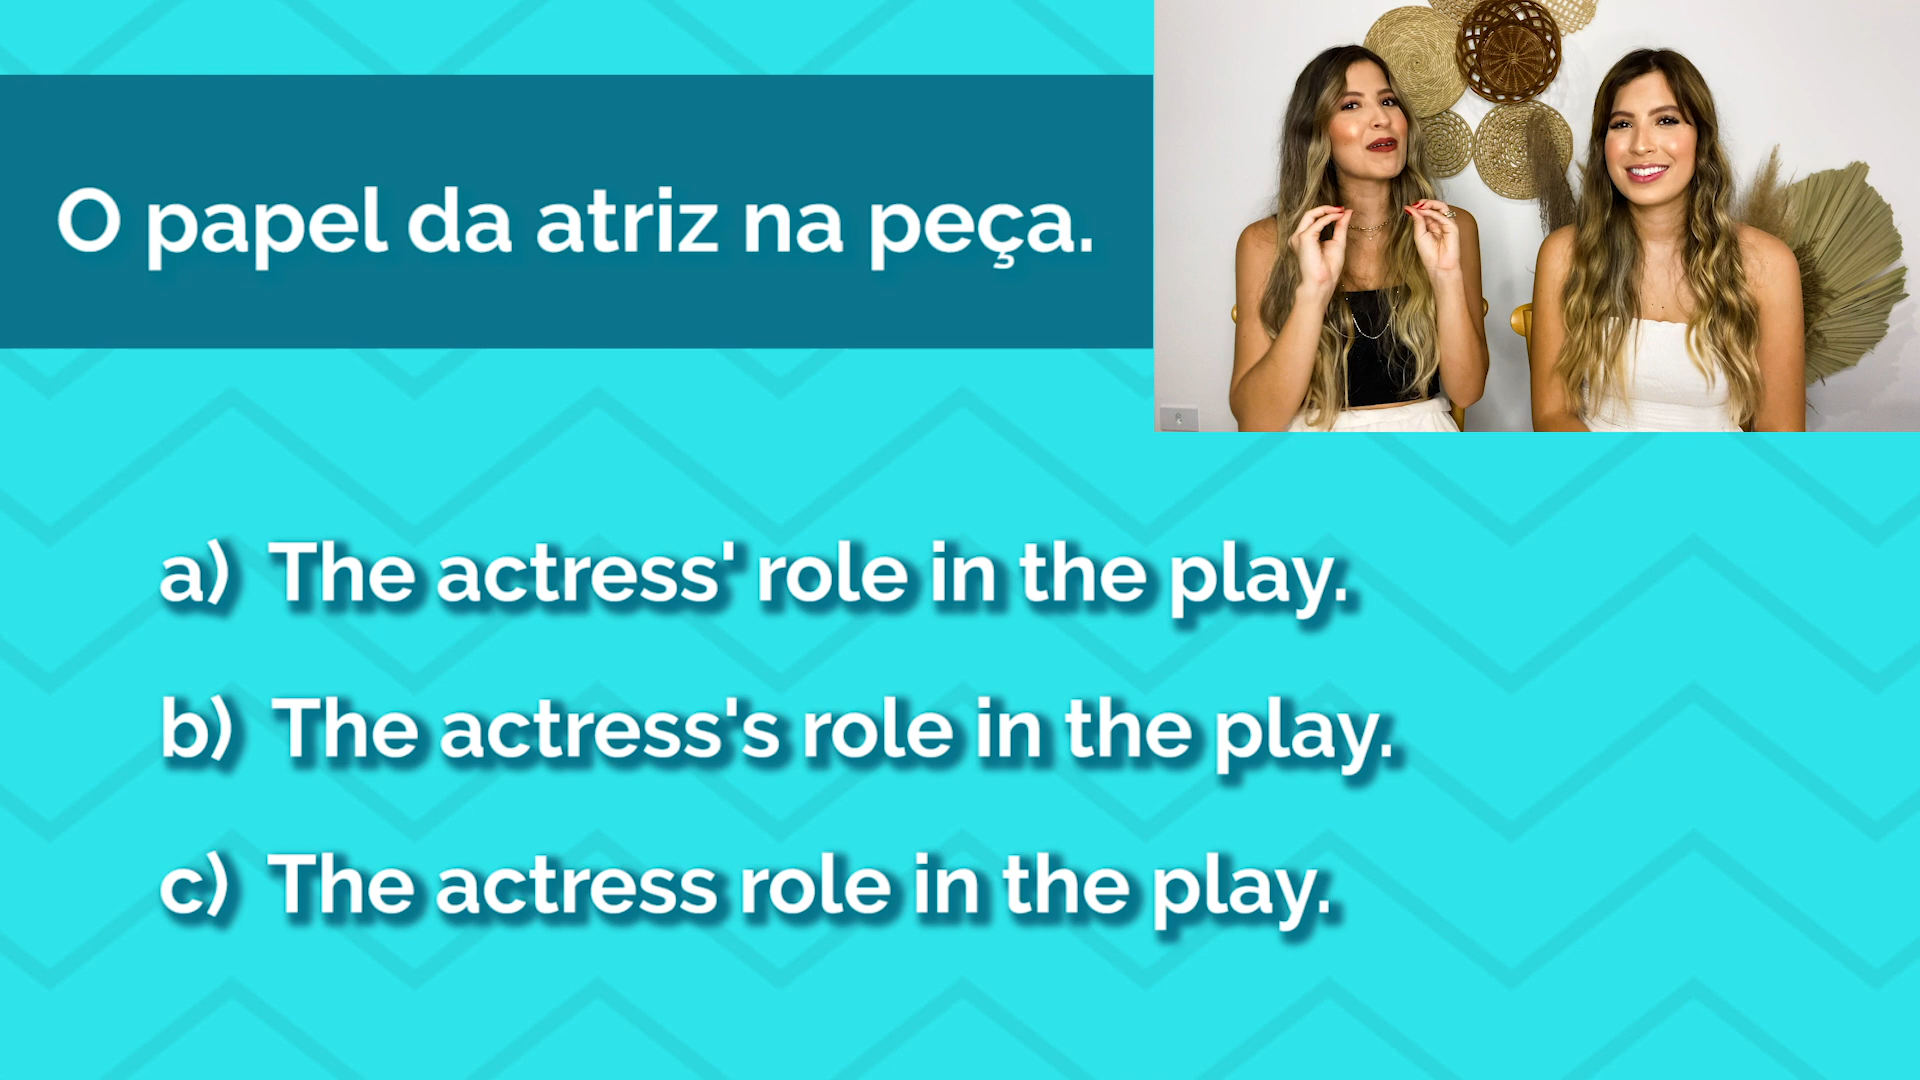 O papel da atriz na peça.
a) The actress' role in the play.
b) The actress's role in the play.
c) The actress role in the play.